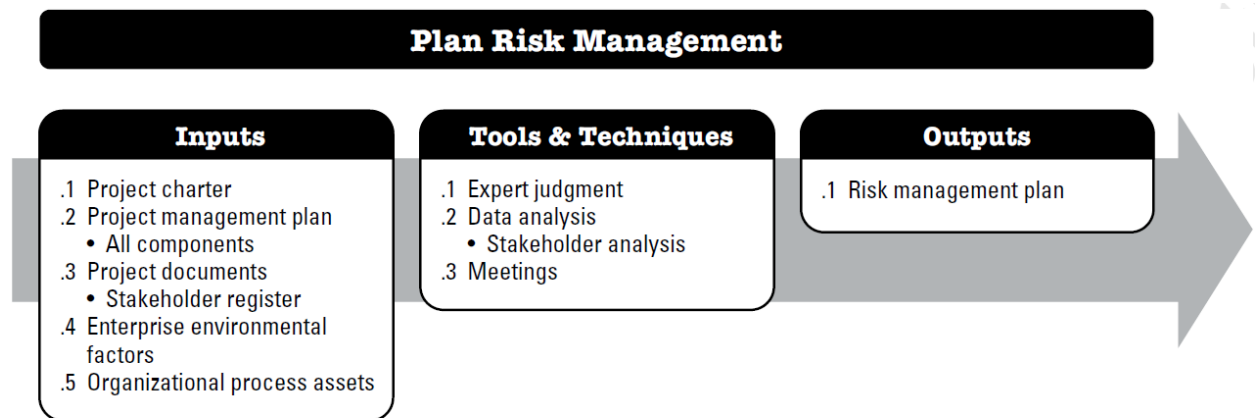 Plan Risk Management
Inputs
.1 Project charter
.2 Project management plan
• All components
.3 Project documents
• Stakeholder register
.4 Enterprise environmental
factors
.5 Organizational process assets
Tools & Techniques
.1 Expert judgment
.2 Data analysis
• Stakeholder analysis
.3 Meetings
Outputs
.1 Risk management plan